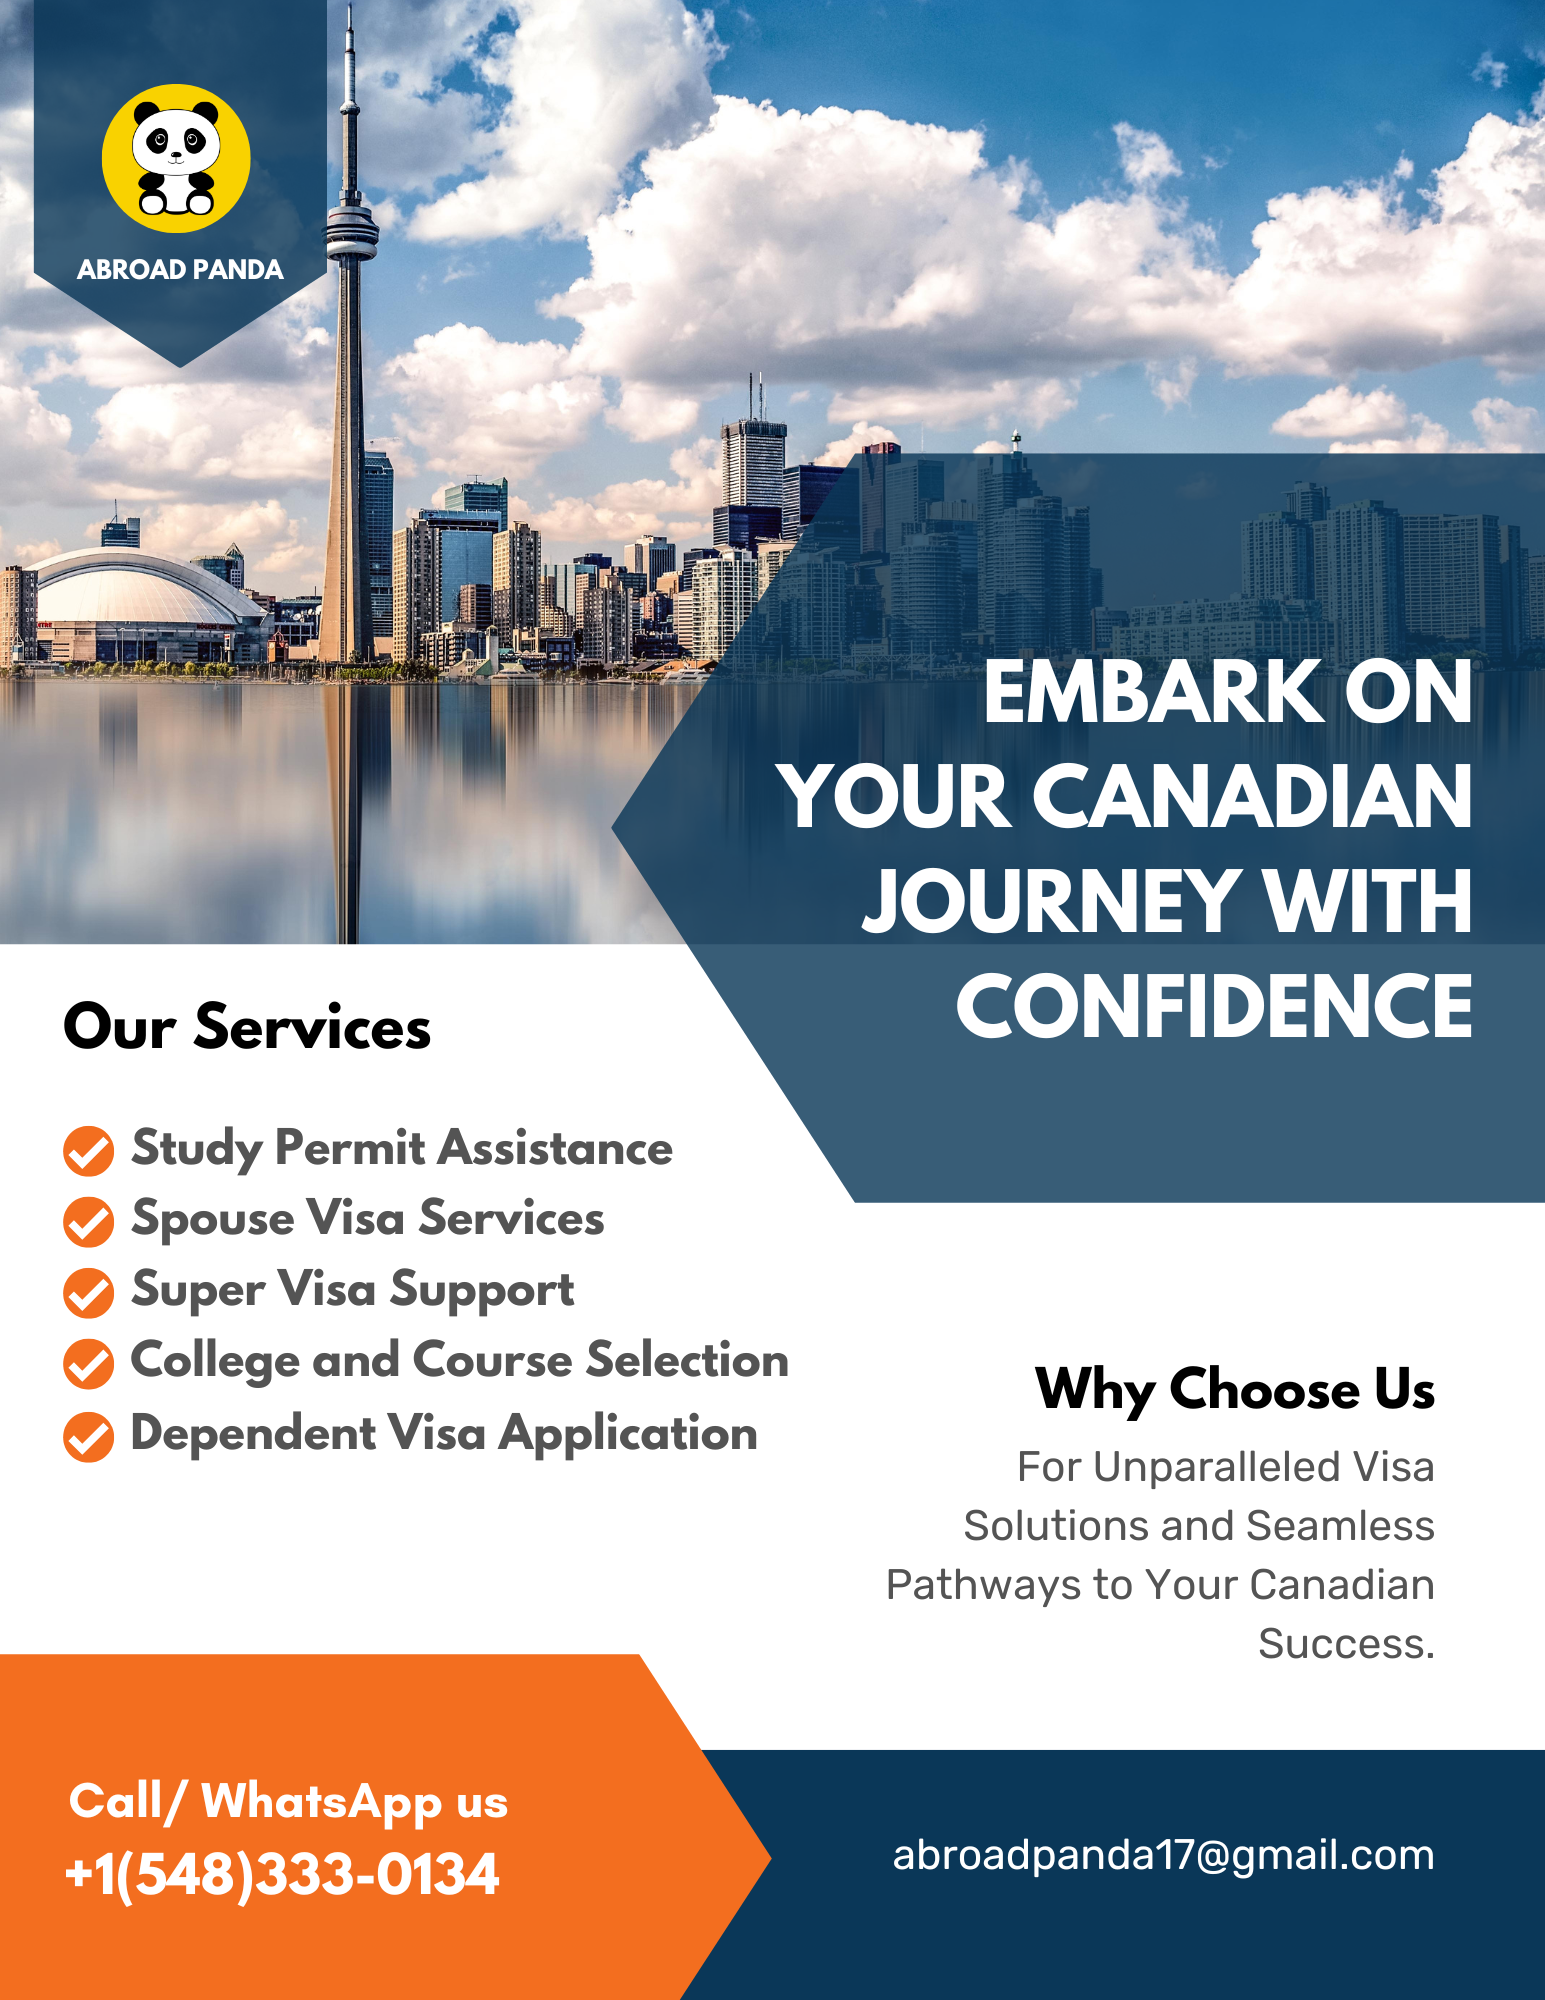 ABROAD PANDA
EMBARK ON
YOUR CANADIAN
JOURNEY WITH
CONFIDENCE
Our Services
Study Permit Assistance
Spouse Visa Services
Super Visa Support
College and Course Selection
Dependent Visa Application
Why Choose Us
For Unparalleled Visa
Solutions and Seamless
Pathways to Your Canadian
Success.
Call/ WhatsApp us
+1(548)333-0134
abroadpanda17@gmail.com